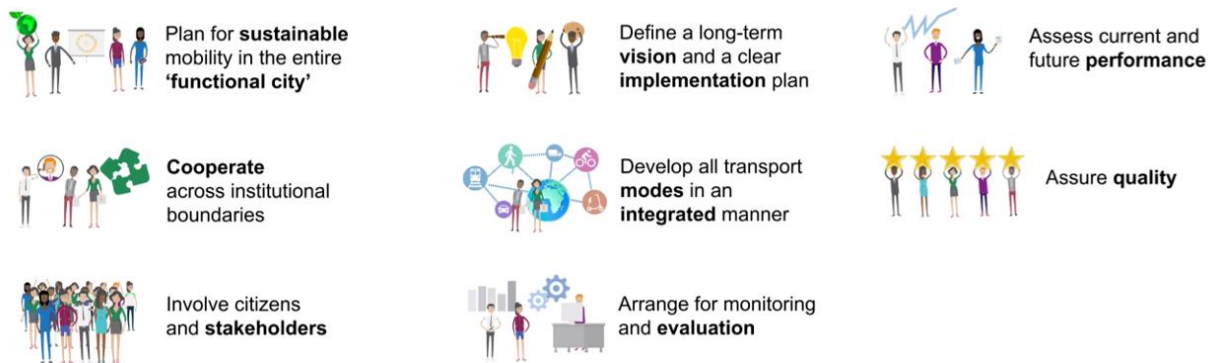 Plan for sustainable
mobility in the entire
‘functional city’
Define a long-term
vision and a clear
implementation plan
Assess current and
future performance
Cooperate
across institutional
boundaries
Develop all transport
modes in an
integrated manner
Assure quality
Involve citizens
and stakeholders
Arrange for monitoring
and evaluation